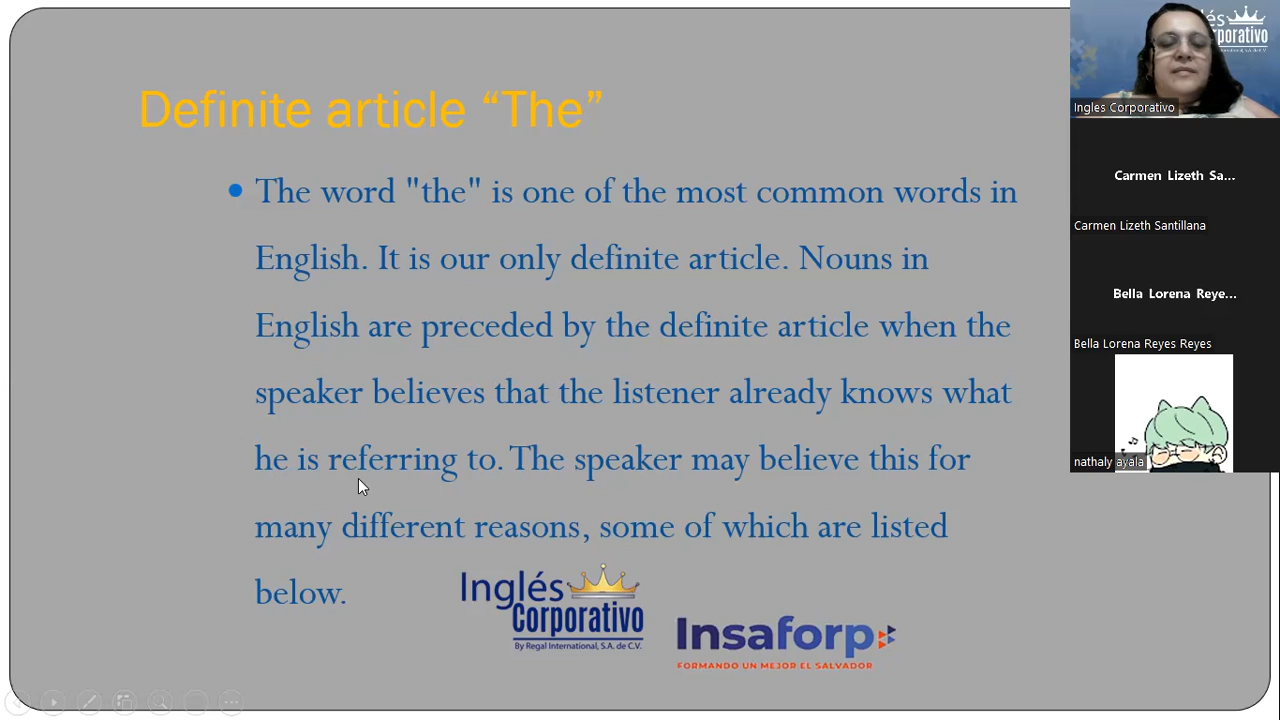 Definite article “The”
• The word "the" is one of the most common words in
English. It is our only definite article. Nouns in
English are preceded by the definite article when the
speaker believes that the listener already knows what
he is referring to. The speaker may believe this for
many different reasons, some of which are listed
below.
Inglés
Corporativo
By Regal International, S.A. de C.V.
Insaforp
FORMANDO UN MEJOR EL SALVADOR
Ingles Corporativo
Carmen Lizeth Sa...
Carmen Lizeth Santillana
Bella Lorena Reye...
Bella Lorena Reyes Reyes
nathaly ayala